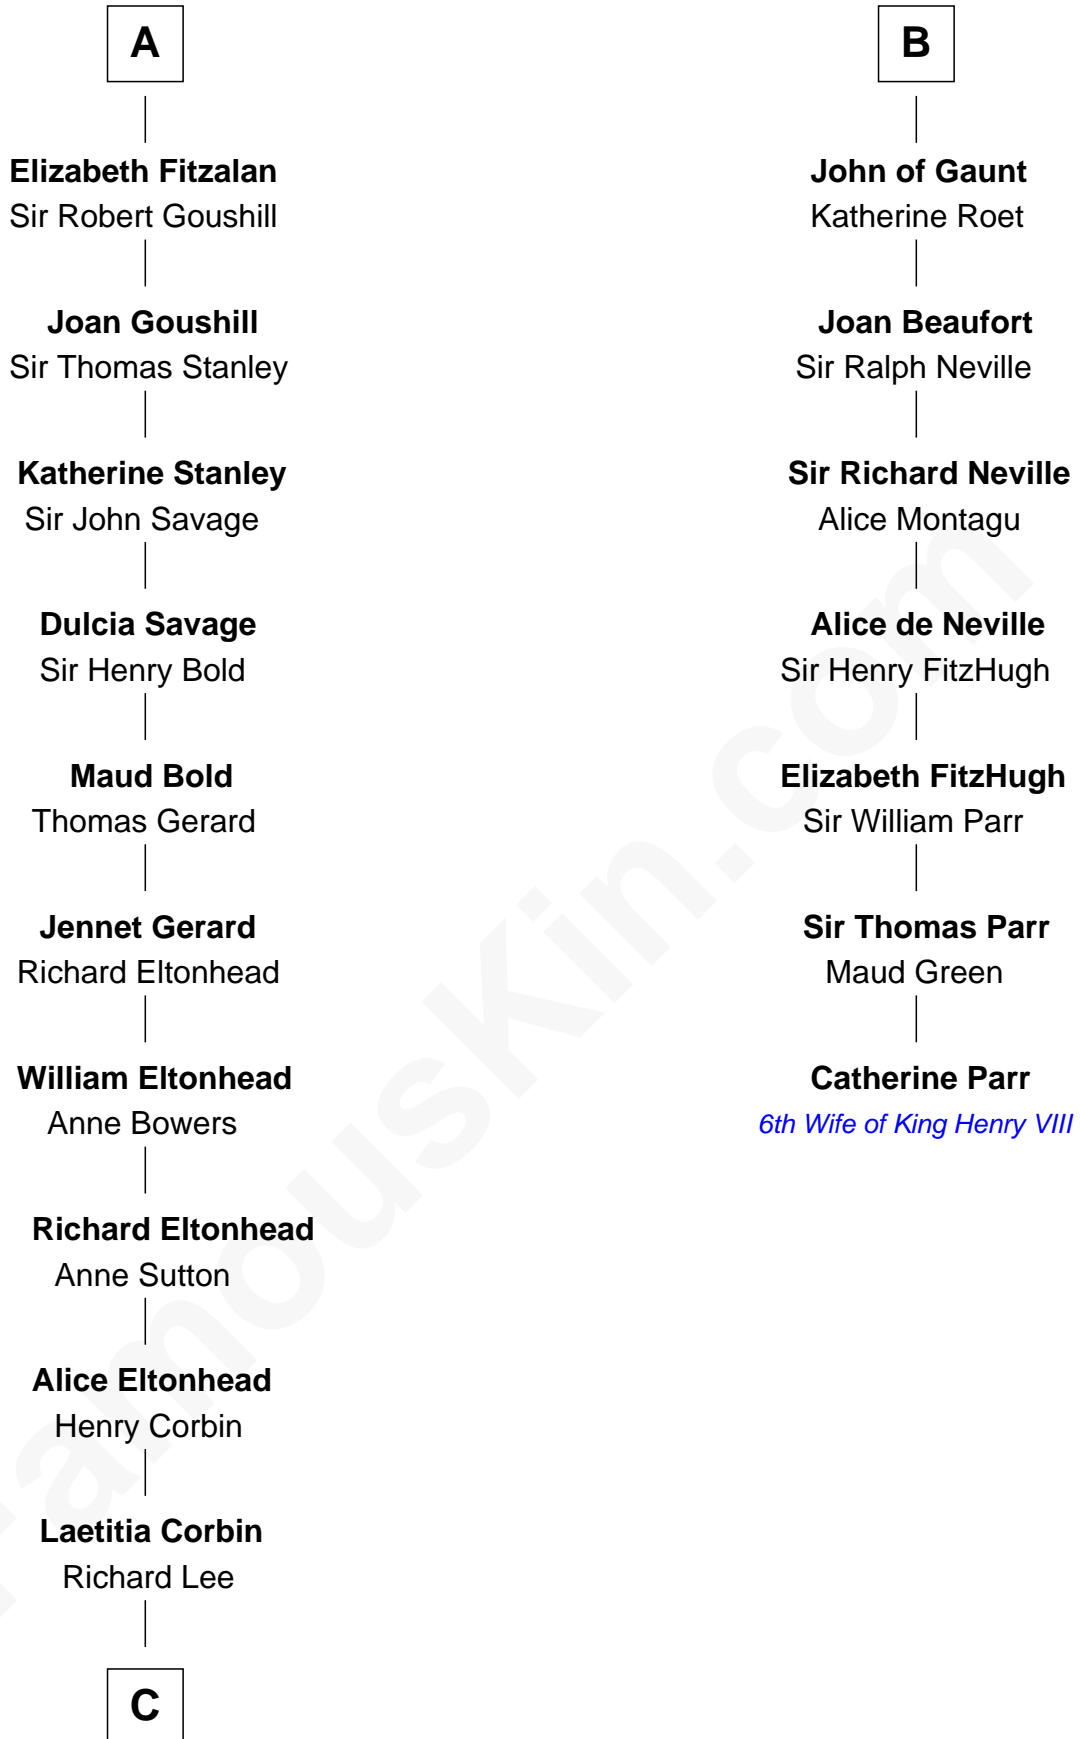 A
Elizabeth Fitzalan
Sir Robert Goushill
Joan Goushill
Sir Thomas Stanley
Katherine Stanley
Sir John Savage
Dulcia Savage
Sir Henry Bold
Maud Bold
Thomas Gerard
Jennet Gerard
Richard Eltonhead
William Eltonhead
Anne Bowers
Richard Eltonhead
Anne Sutton
Alice Eltonhead
Henry Corbin
Laetitia Corbin
Richard Lee
C
B
John of Gaunt
Katherine Roet
Joan Beaufort
Sir Ralph Neville
Sir Richard Neville
Alice Montagu
Alice de Neville
Sir Henry FitzHugh
Elizabeth FitzHugh
Sir William Parr
Sir Thomas Parr
Maud Green
Catherine Parr
6th Wife of King Henry VIII
FamousKin.com